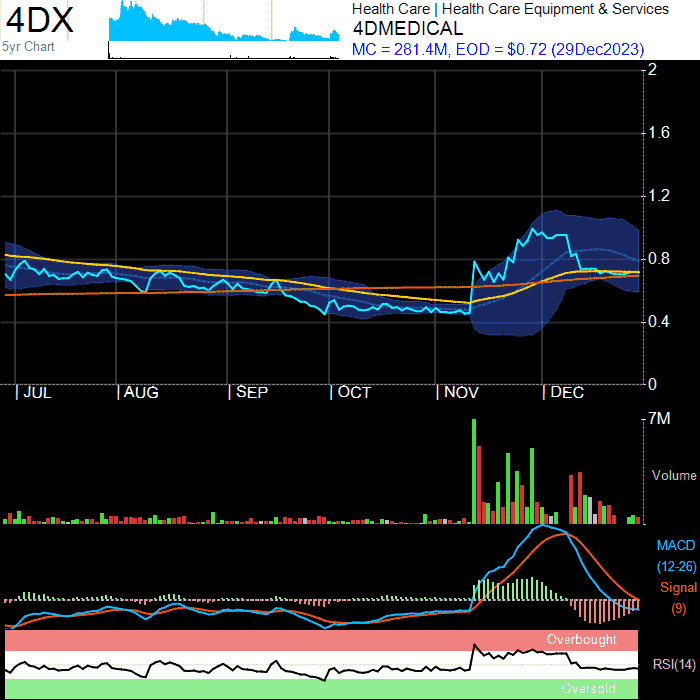 4DX
5yr Chart
Health Care | Health Care Equipment & Services
4DMEDICAL
MC = 281.4M, EOD = $0.72 (29Dec2023)
2
1.6
1.2
0.8
0.4
0
JUL AUG SEP OCT NOV DEC
7M
Volume
MACD
(12-26)
Signal
(9)
Overbought
RSI(14)
Oversold